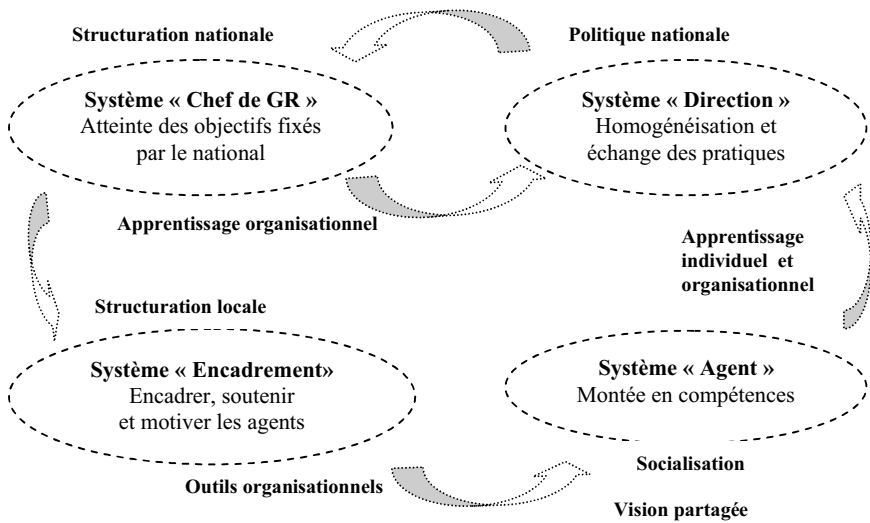 Structuration nationale
Politique nationale
Système « Chef de GR »
Atteinte des objectifs fixés
par le national
Système « Direction »
Homogénéisation et
échange des pratiques
Apprentissage organisationnel
Apprentissage
individuel et
organisationnel
Structuration locale
Système « Encadrement»
Encadrer, soutenir
et motiver les agents
Système « Agent »
Montée en compétences
Outils organisationnels
Socialisation
Vision partagée